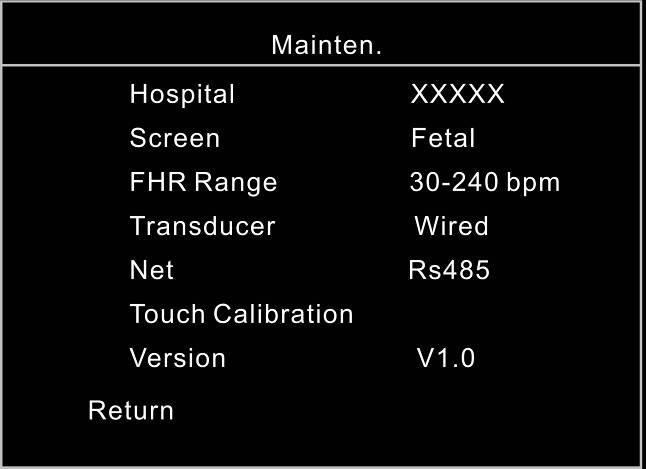 Mainten.
Hospital XXXXX
Screen Fetal
FHR Range 30-240 bpm
Transducer Wired
Net Rs485
Touch Calibration
Version V1.0
Return